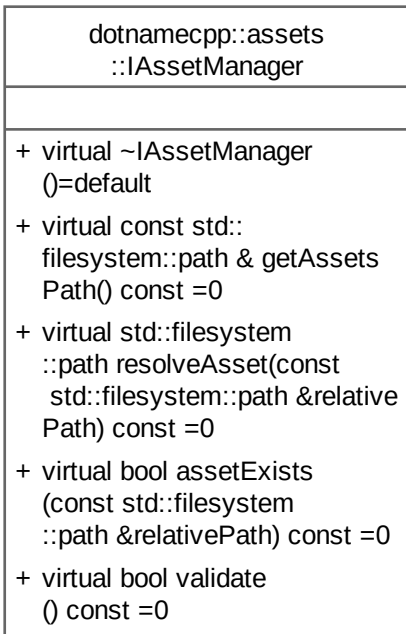 dotnamecpp::assets
::IAssetManager
+ virtual ~IAssetManager
()=default
+ virtual const std::
filesystem::path & getAssets
Path() const =0
+ virtual std::filesystem
::path resolveAsset(const
std::filesystem::path &relative
Path) const =0
+ virtual bool assetExists
(const std::filesystem
::path &relativePath) const =0
+ virtual bool validate
() const =0